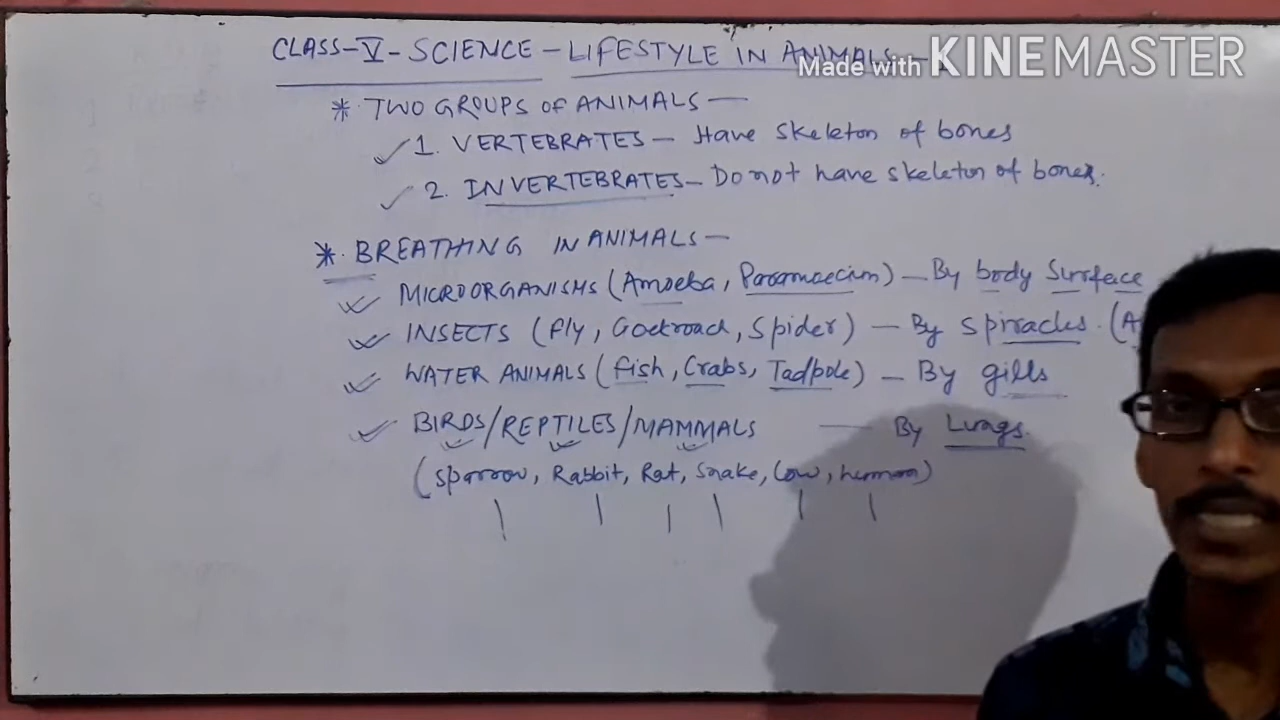 CLASS-V-SCIENCE-LIFESTYLE IN ANIMALS
Made with KINEMASTER
* TWO GROUPS OF ANIMALS —
1. VERTEBRATES - Have skeleton of bones
2. INVERTEBRATES - Do not have skeleton of bones.
* BREATHING IN ANIMALS —
MICROORGANISMS (Amoeba, Paramaecium) - By body Surface
INSECTS (Fly, Cockroach, Spider) - By Spiracles. (A
WATER ANIMALS (fish, Crabs, Tadpole) - By gills
BIRDS/REPTILES/MAMMALS — By Lungs.
(Sparrow, Rabbit, Rat, Snake, Cow, human)